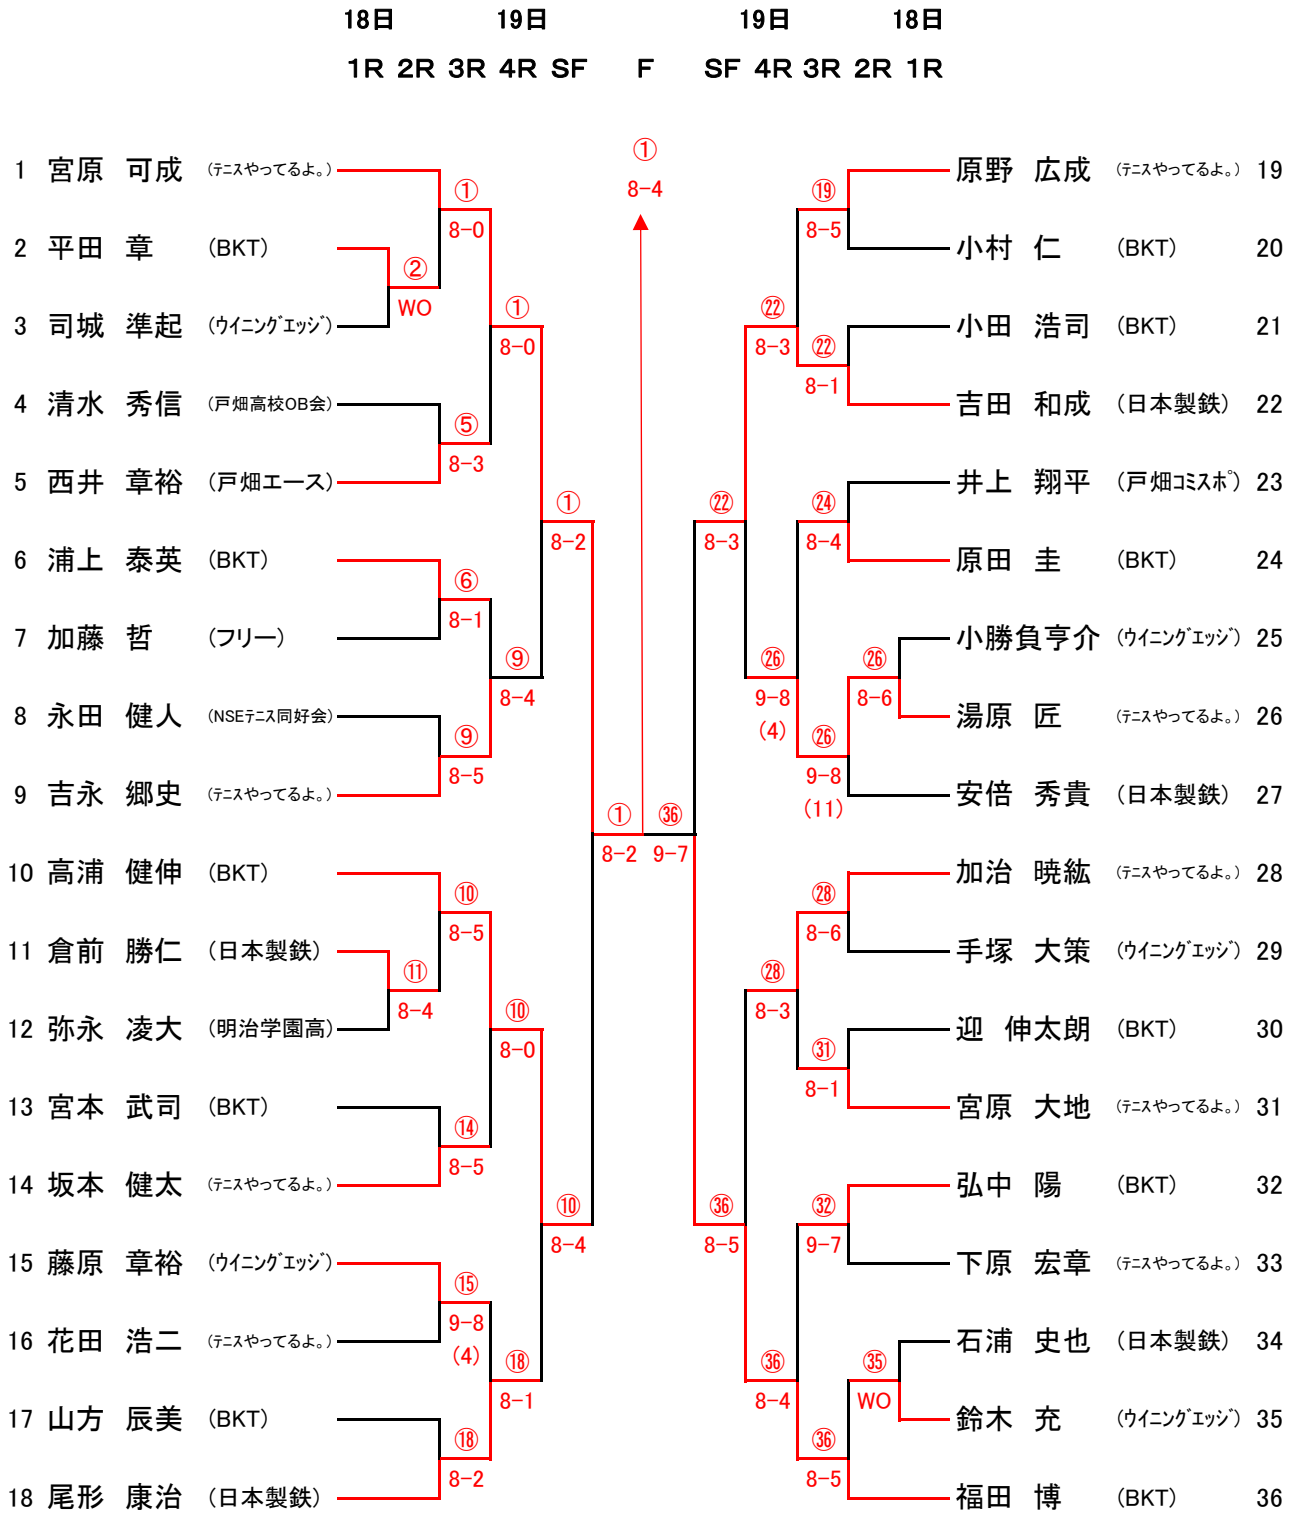 18日 19日 19日 18日
1R 2R 3R 4R SF F SF 4R 3R 2R 1R
①
1 宮原 可成 (テニスやってるよ。) 原野 広成 (テニスやってるよ。) 19
① 8-4 ⑲
8-0 8-5
2 平田 章 (BKT) 小村 仁 (BKT) 20
②
WO ① ㉒
3 司城 準起 (ウイニングエッジ) 小田 浩司 (BKT) 21
8-0 8-3 ㉒
8-1
4 清水 秀信 (戸畑高校OB会) 吉田 和成 (日本製鉄) 22
⑤
8-3
5 西井 章裕 (戸畑エース) 井上 翔平 (戸畑コミスポ) 23
① ㉒ ㉔
8-2 8-3 8-4
6 浦上 泰英 (BKT) 原田 圭 (BKT) 24
⑥
8-1
7 加藤 哲 (フリー) 小勝負亨介 (ウイニングエッジ) 25
⑨ ㉖ ㉖
8-4 9-8 8-6
8 永田 健人 (NSEテニス同好会) 湯原 匠 (テニスやってるよ。) 26
⑨ (4) ㉖
8-5 9-8
9 吉永 郷史 (テニスやってるよ。) 安倍 秀貴 (日本製鉄) 27
(11)
① ㊱
8-2 9-7
10 高浦 健伸 (BKT) 加治 暁紘 (テニスやってるよ。) 28
⑩ ㉘
8-5 8-6
11 倉前 勝仁 (日本製鉄) 手塚 大策 (ウイニングエッジ) 29
⑪ ㉘
8-4 ⑩ 8-3
12 弥永 凌大 (明治学園高) 迎 伸太朗 (BKT) 30
8-0 ㉛
8-1
13 宮本 武司 (BKT) 宮原 大地 (テニスやってるよ。) 31
⑭
8-5
14 坂本 健太 (テニスやってるよ。) 弘中 陽 (BKT) 32
⑩ ㊱ ㉜
8-4 8-5 9-7
15 藤原 章裕 (ウイニングエッジ) 下原 宏章 (テニスやってるよ。) 33
⑮
9-8
16 花田 浩二 (テニスやってるよ。) 石浦 史也 (日本製鉄) 34
(4) ⑱ ㊱ ㉟
8-1 8-4 WO
17 山方 辰美 (BKT) 鈴木 充 (ウイニングエッジ) 35
⑱ ㊱
8-2 8-5
18 尾形 康治 (日本製鉄) 福田 博 (BKT) 36